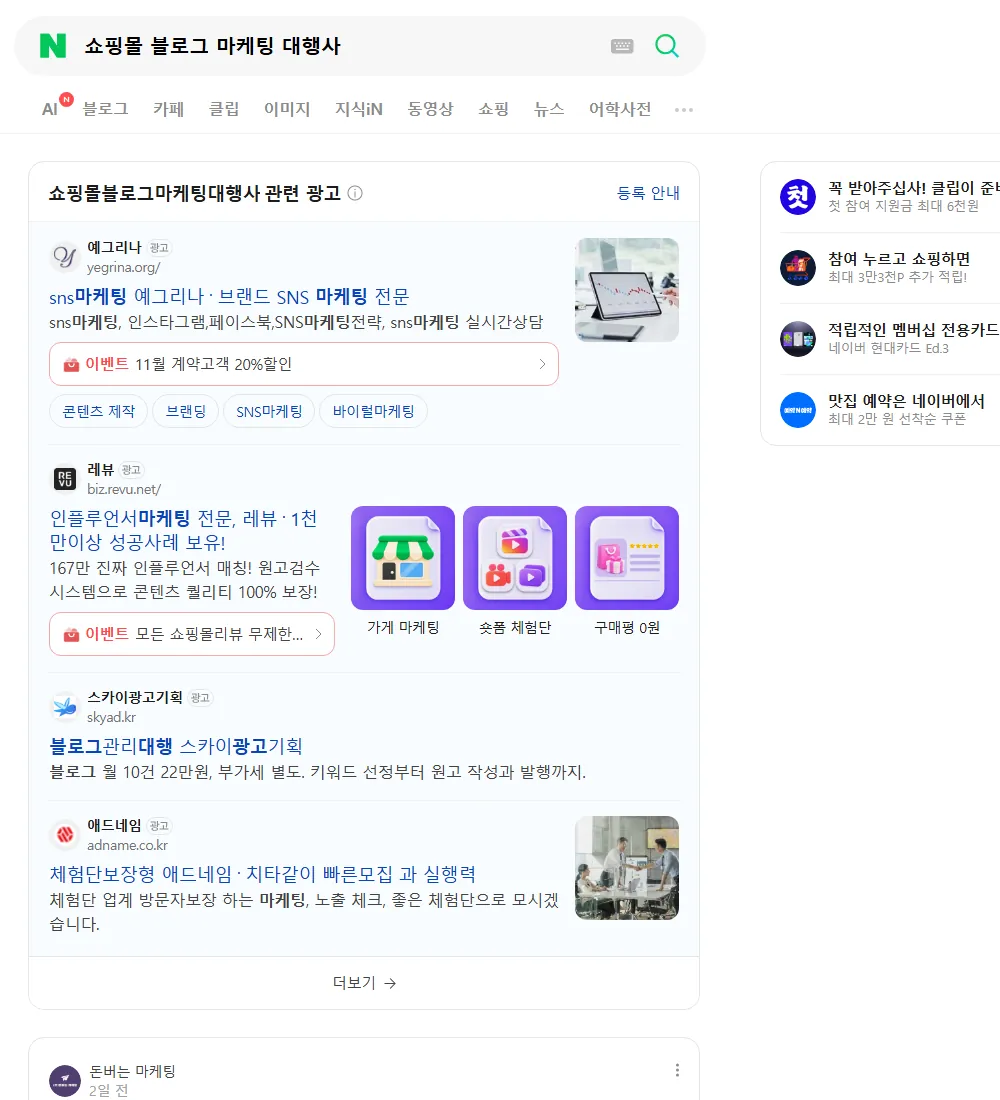 쇼핑몰 블로그 마케팅 대행사
AI N 블로그 카페 클립 이미지 지식iN 동영상 쇼핑 뉴스 어학사전
쇼핑몰블로그마케팅대행사 관련 광고
등록 안내
예그리나 광고
yegrina.org/
sns마케팅 예그리나 · 브랜드 SNS 마케팅 전문
sns마케팅, 인스타그램,페이스북,SNS마케팅전략, sns마케팅 실시간상담
이벤트 11월 계약고객 20%할인
콘텐츠 제작 브랜딩 SNS마케팅 바이럴마케팅
RE
VU
레뷰 광고
biz.revu.net/
인플루언서마케팅 전문, 레뷰 · 1천
만이상 성공사례 보유!
167만 진짜 인플루언서 매칭! 원고검수
시스템으로 콘텐츠 퀄리티 100% 보장!
이벤트 모든 쇼핑몰리뷰 무제한...
가게 마케팅 숏폼 체험단 구매평 0원
스카이광고기획 광고
skyad.kr
블로그관리대행 스카이광고기획
블로그 월 10건 22만원, 부가세 별도. 키워드 선정부터 원고 작성과 발행까지.
애드네임 광고
adname.co.kr
체험단보장형 애드네임 · 치타같이 빠른모집 과 실행력
체험단 업계 방문자보장 하는 마케팅, 노출 체크, 좋은 체험단으로 모시겠
습니다.
더보기 →
돈버는 마케팅
2일 전
첫
꼭 받아주십사! 클립이 준비
첫 참여 지원금 최대 6천원
참여 누르고 쇼핑하면
최대 3만3천P 추가 적립!
적립적인 멤버십 전용카드
네이버 현대카드 Ed.3
맛집 예약은 네이버에서
최대 2만 원 선착순 쿠폰